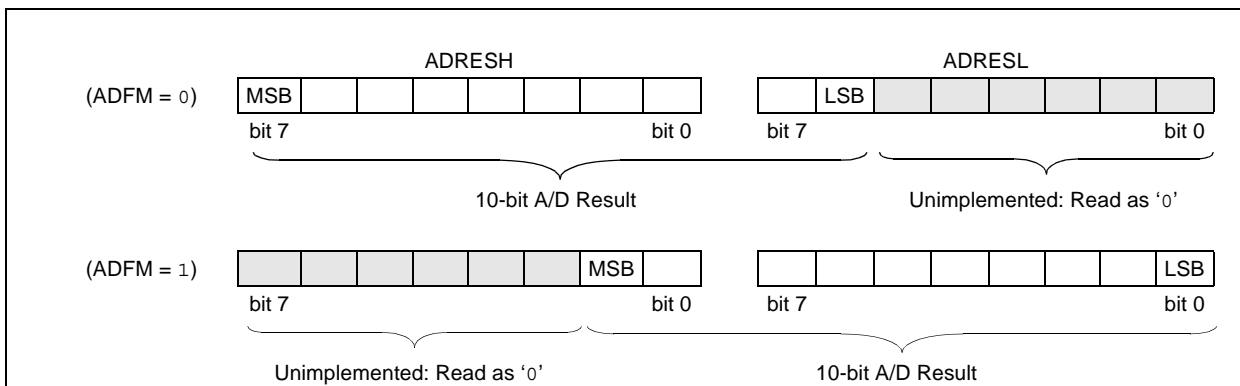 ADRESH ADRESL
(ADFM = 0) MSB LSB
bit 7 bit 0 bit 7 bit 0
10-bit A/D Result Unimplemented: Read as ‘0’
(ADFM = 1) MSB LSB
bit 7 bit 0 bit 7 bit 0
Unimplemented: Read as ‘0’ 10-bit A/D Result